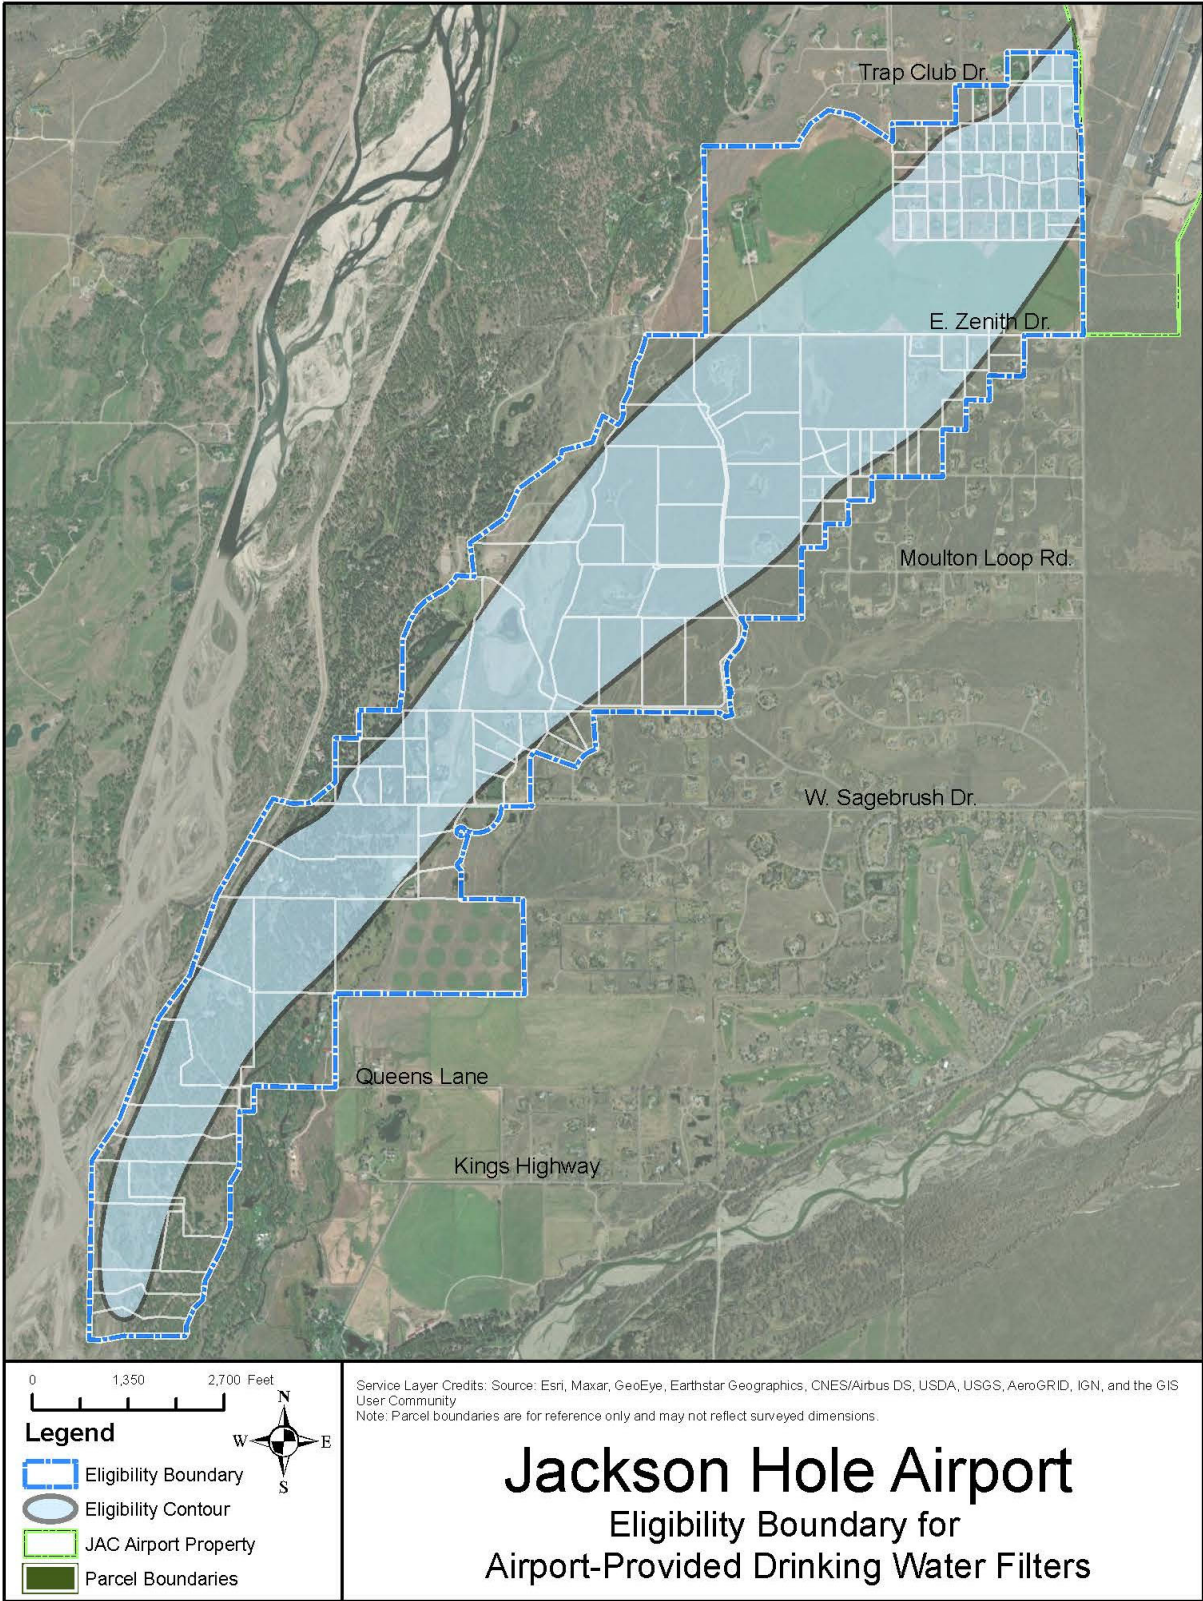 Trap Club Dr.
E. Zenith Dr.
Moulton Loop Rd.
W. Sagebrush Dr.
Queens Lane
Kings Highway
0 1,350 2,700 Feet
N
W E
S
Legend
Eligibility Boundary
Eligibility Contour
JAC Airport Property
Parcel Boundaries
Service Layer Credits: Source: Esri, Maxar, GeoEye, Earthstar Geographics, CNES/Airbus DS, USDA, USGS, AeroGRID, IGN, and the GIS
User Community
Note: Parcel boundaries are for reference only and may not reflect surveyed dimensions.
Jackson Hole Airport
Eligibility Boundary for
Airport-Provided Drinking Water Filters